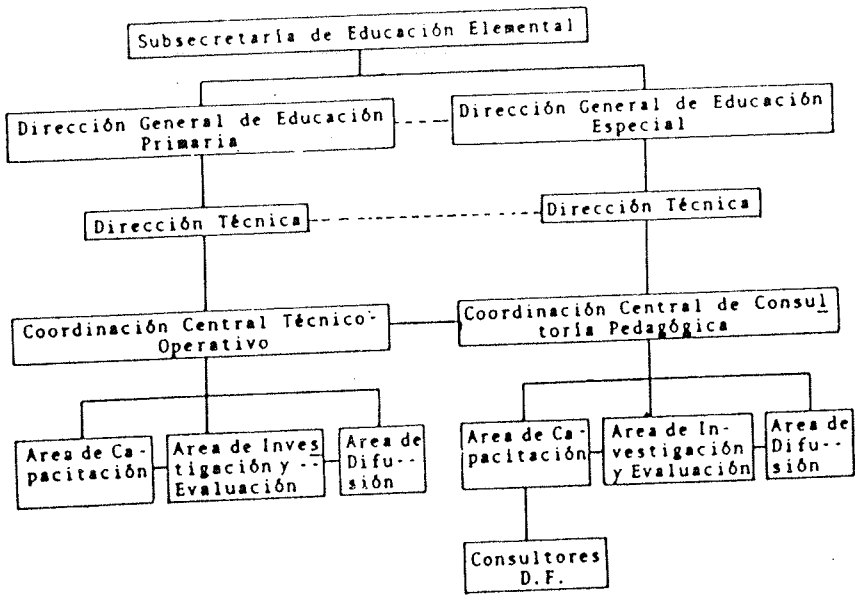 Subsecretaría de Educación Elemental
Dirección General de Educación
Primaria
Dirección General de Educación
Especial
Dirección Técnica
Dirección Técnica
Coordinación Central Técnico-
Operativo
Coordinación Central de Consul
toría Pedagógica
Area de Ca-
pacitación
Area de Inves
tigación y --
Evaluación
Area de
Difu--
sión
Area de Ca-
pacitación
Area de In-
vestigación
y Evaluación
Area de
Difu--
sión
Consultores
D.F.